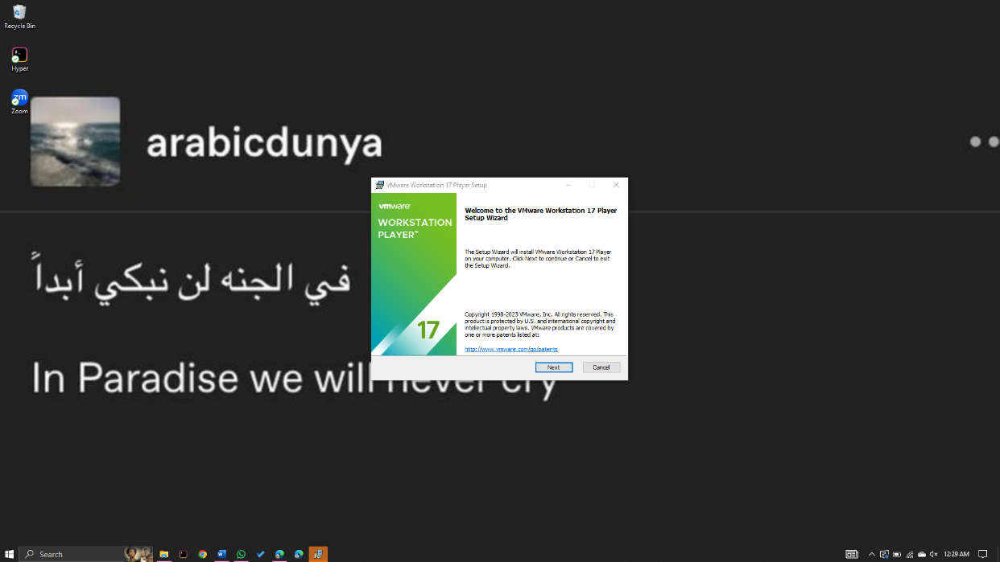 Recycle Bin
Hyper
zm
Zoom
arabicdunya
في الجنه لن نبكي أبداً
In Paradise we will never cry
VMware Workstation 17 Player Setup
vmware®
WORKSTATION
PLAYER™
17
Welcome to the VMware Workstation 17 Player
Setup Wizard
The Setup Wizard will install VMware Workstation 17 Player
on your computer. Click Next to continue or Cancel to exit
the Setup Wizard.
Copyright 1998-2023 VMware, Inc. All rights reserved. This
product is protected by U.S. and international copyright and
intellectual property laws. VMware products are covered by
one or more patents listed at:
http://www.vmware.com/go/patents
Next
Cancel
Search
12:29 AM